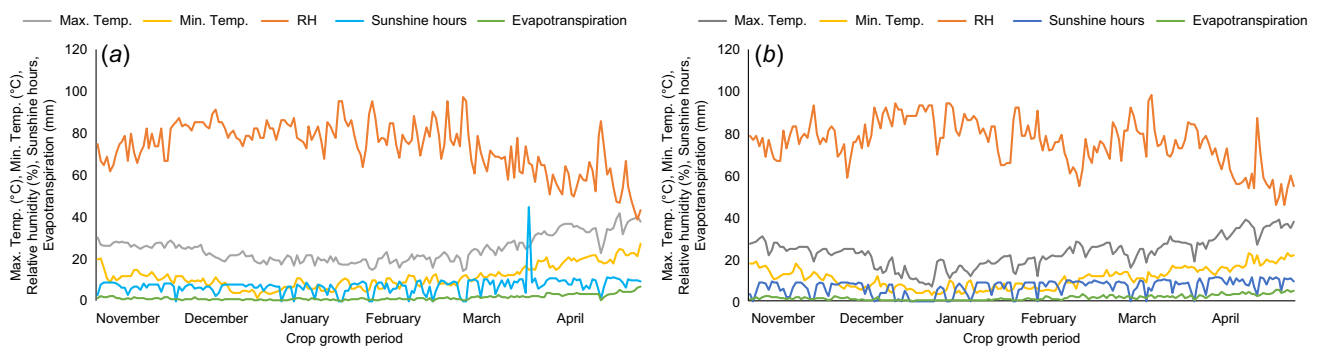 Max. Temp. Min. Temp. RH Sunshine hours Evapotranspiration
(a)
Max. Temp. (°C), Min. Temp. (°C),
Relative humidity (%), Sunshine hours,
Evapotranspiration (mm)
120
100
80
60
40
20
0
November December January February March April
Crop growth period
Max. Temp. Min. Temp. RH Sunshine hours Evapotranspiration
(b)
Max. Temp. (°C), Min. Temp. (°C),
Relative humidity (%), Sunshine hours,
Evapotranspiration (mm)
120
100
80
60
40
20
0
November December January February March April
Crop growth period